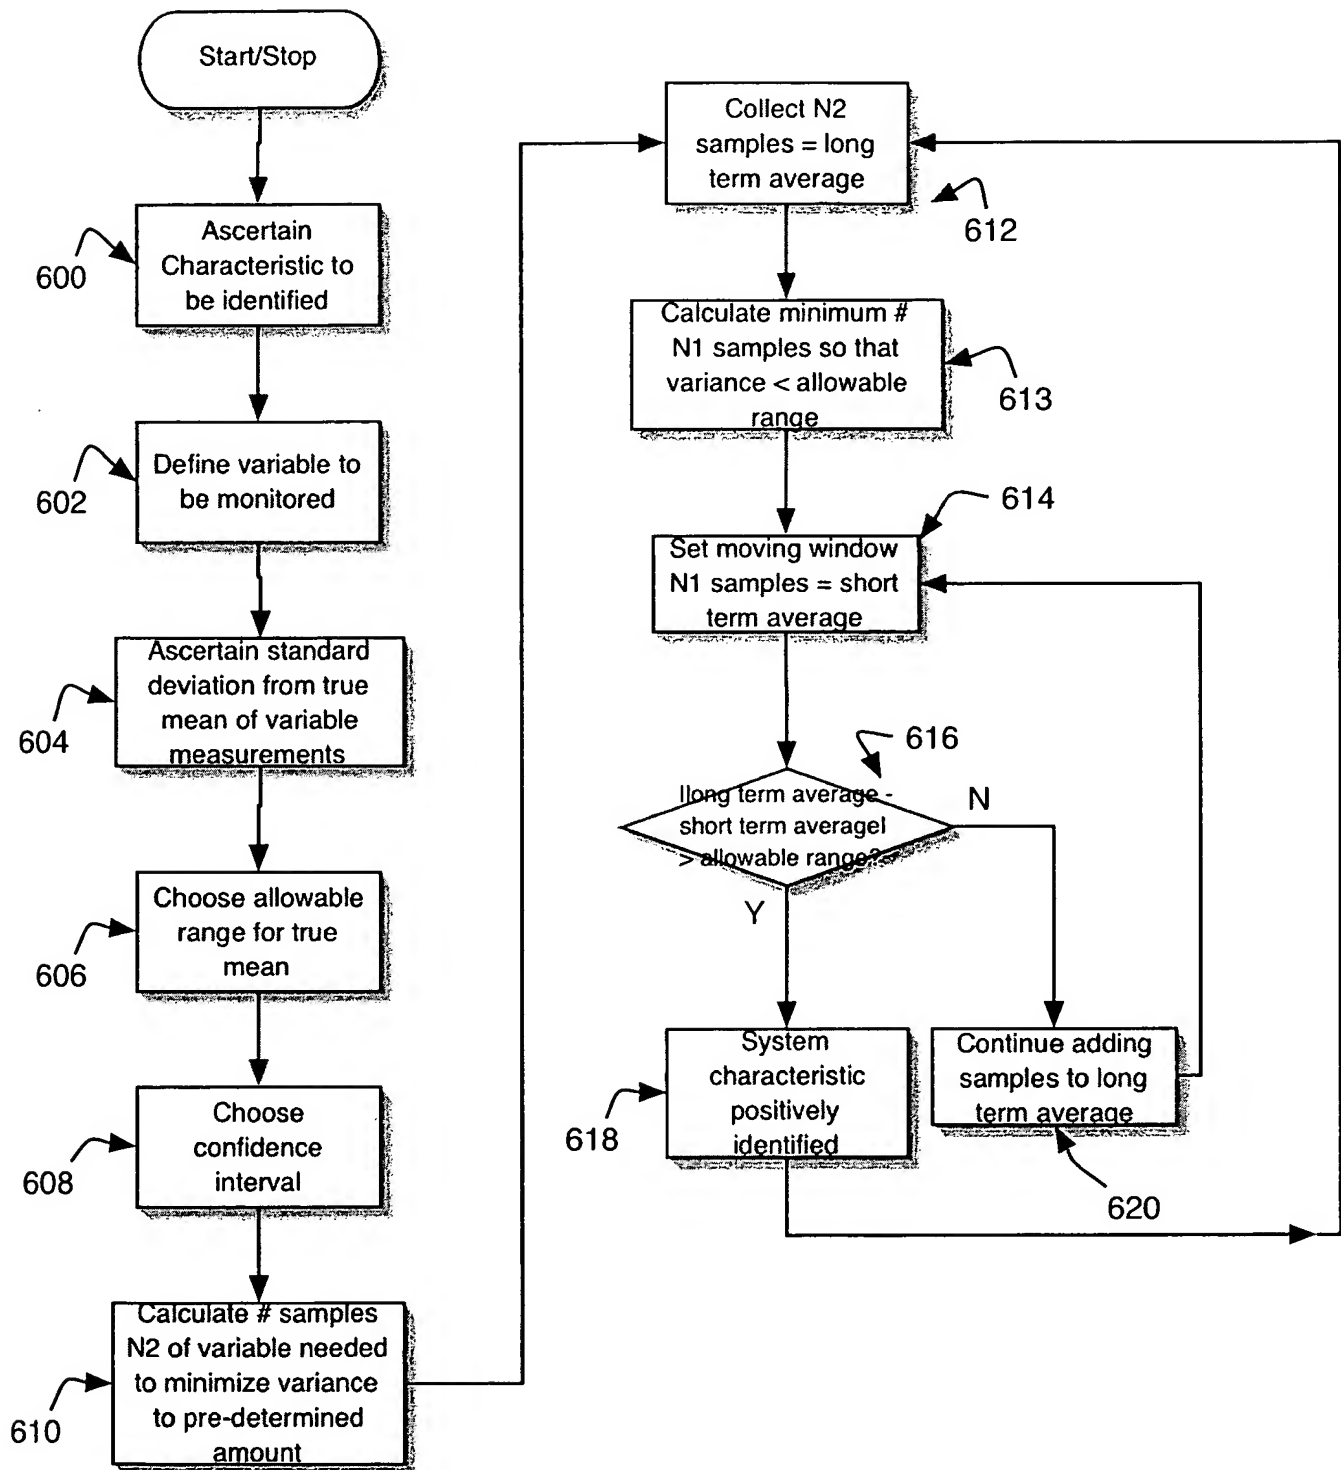 Start/Stop
Ascertain
Characteristic to
be identified
600
Define variable to
be monitored
602
Ascertain standard
deviation from true
mean of variable
measurements
604
Choose allowable
range for true
mean
606
Choose
confidence
interval
608
Calculate # samples
N2 of variable needed
to minimize variance
to pre-determined
amount
610
Collect N2
samples = long
term average
612
Calculate minimum #
N1 samples so that
variance < allowable
range
613
614
Set moving window
N1 samples = short
term average
616
|long term average -
short term average|
> allowable range?
N
Y
System
characteristic
positively
identified
618
Continue adding
samples to long
term average
620